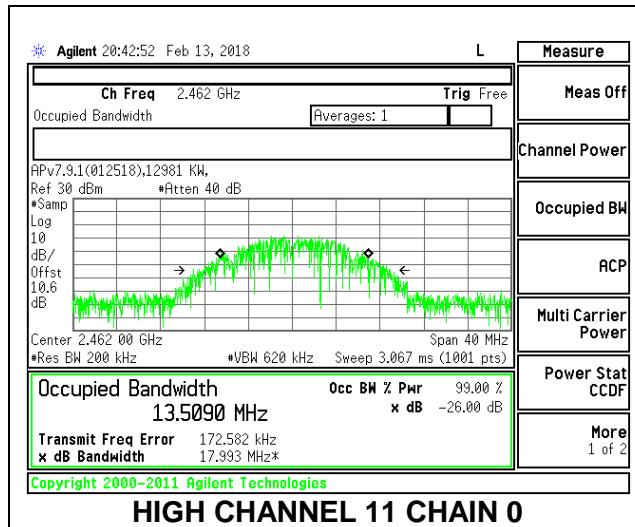 Agilent 20:42:52 Feb 13, 2018 L
Measure
Ch Freq 2.462 GHz Trig Free
Occupied Bandwidth Averages: 1
APv7.9.1(012518),12981 KW,
Ref 30 dBm #Atten 40 dB
#Samp
Log
10
dB/
Offst
10.6
dB
Center 2.462 00 GHz Span 40 MHz
#Res BW 200 kHz #VBW 620 kHz Sweep 3.067 ms (1001 pts)
Occupied Bandwidth Occ BW % Pwr 99.00 %
13.5090 MHz x dB -26.00 dB
Transmit Freq Error 172.582 kHz
x dB Bandwidth 17.993 MHz*
Copyright 2000-2011 Agilent Technologies
Meas Off
Channel Power
Occupied BW
ACP
Multi Carrier
Power
Power Stat
CCDF
More
1 of 2
HIGH CHANNEL 11 CHAIN 0